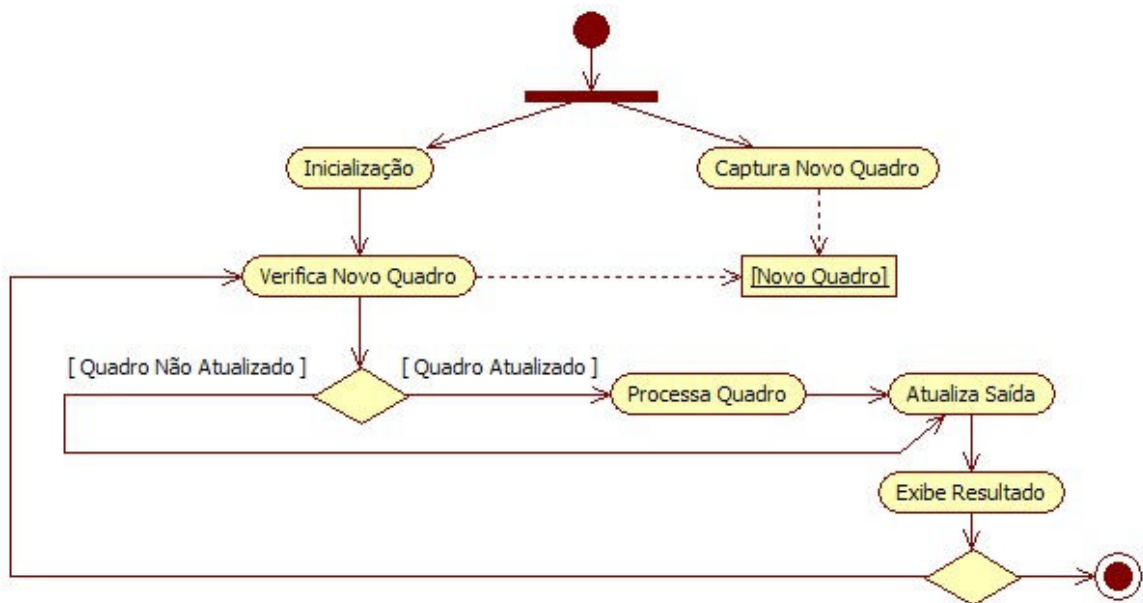 Inicialização
Captura Novo Quadro
Verifica Novo Quadro
[Novo Quadro]
[ Quadro Não Atualizado ]
[ Quadro Atualizado ]
Processa Quadro
Atualiza Saída
Exibe Resultado